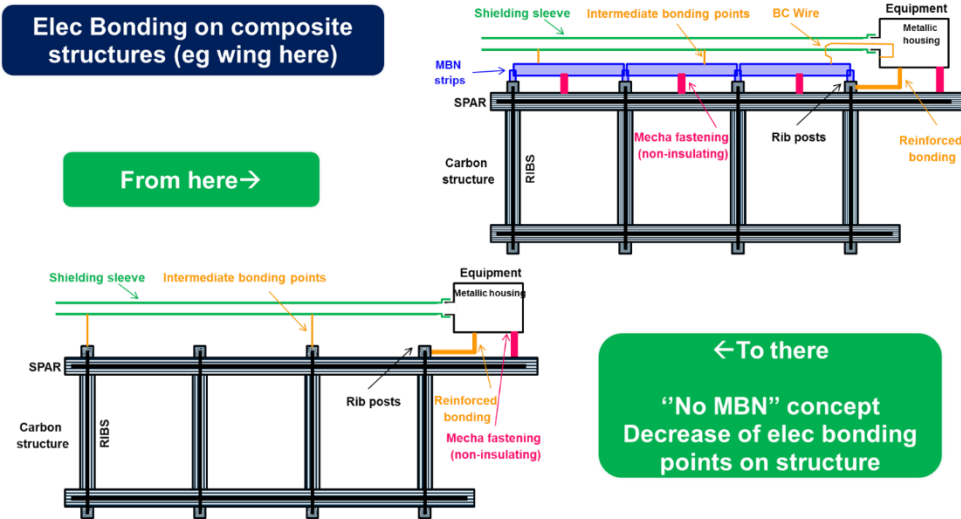 Elec Bonding on composite
structures (eg wing here)
Shielding sleeve
Intermediate bonding points
BC Wire
Equipment
Metallic
housing
MBN
strips
SPAR
Mecha fastening
(non-insulating)
Rib posts
Reinforced
bonding
Carbon
structure
RIBS
From here→
Shielding sleeve
Intermediate bonding points
Equipment
Metallic housing
SPAR
Rib posts
Reinforced
bonding
Carbon
structure
RIBS
Mecha fastening
(non-insulating)
←To there
‘’No MBN’’ concept
Decrease of elec bonding
points on structure